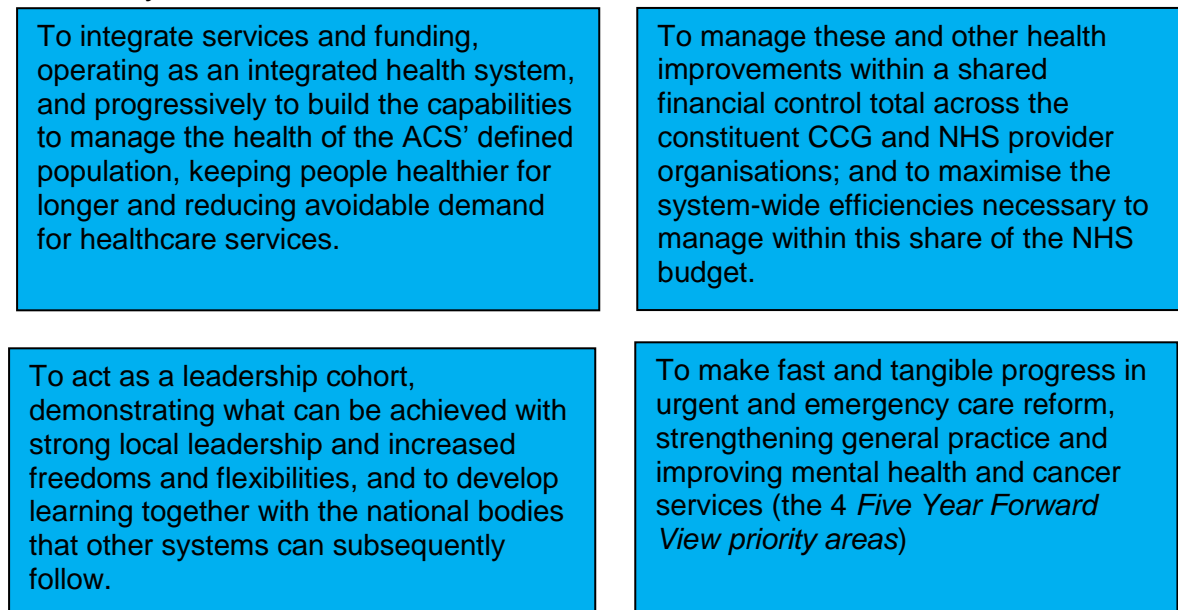 To integrate services and funding,
operating as an integrated health system,
and progressively to build the capabilities
to manage the health of the ACS’ defined
population, keeping people healthier for
longer and reducing avoidable demand
for healthcare services.
To manage these and other health
improvements within a shared
financial control total across the
constituent CCG and NHS provider
organisations; and to maximise the
system-wide efficiencies necessary to
manage within this share of the NHS
budget.
To act as a leadership cohort,
demonstrating what can be achieved with
strong local leadership and increased
freedoms and flexibilities, and to develop
learning together with the national bodies
that other systems can subsequently
follow.
To make fast and tangible progress in
urgent and emergency care reform,
strengthening general practice and
improving mental health and cancer
services (the 4 Five Year Forward
View priority areas)